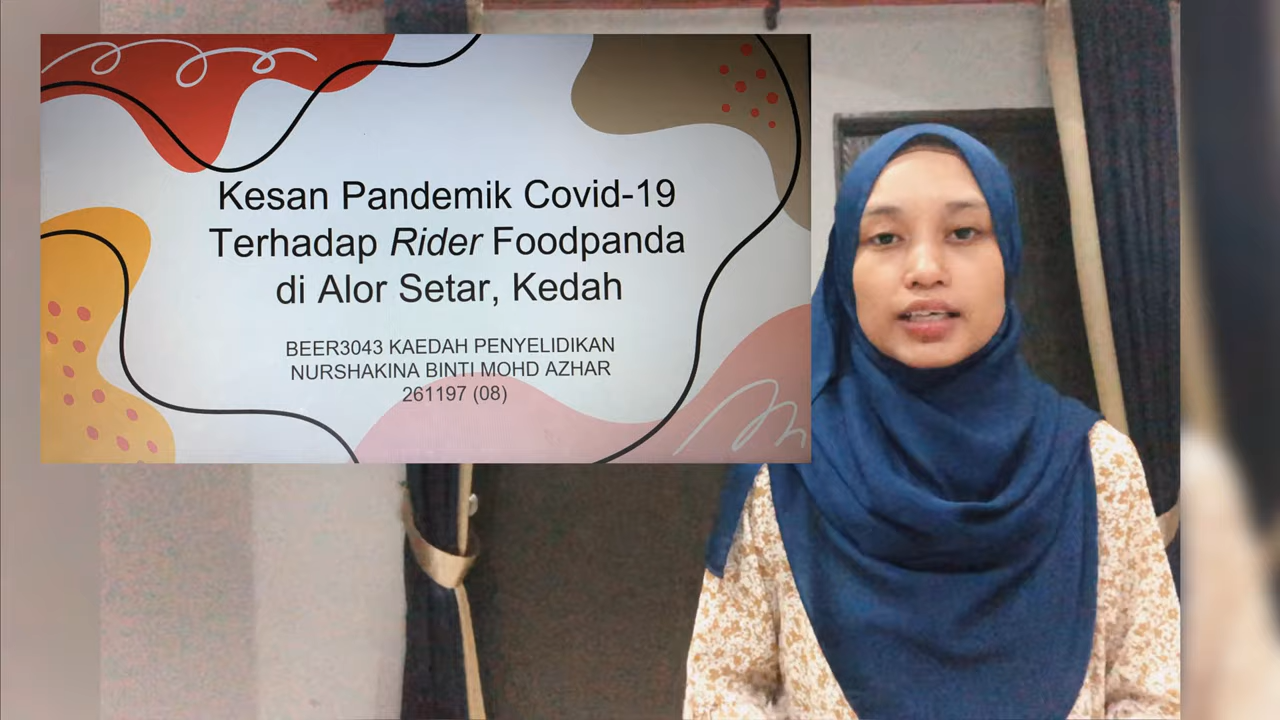 Kesan Pandemik Covid-19
Terhadap Rider Foodpanda
di Alor Setar, Kedah
BEER3043 KAEDAH PENYELIDIKAN
NURSHAKINA BINTI MOHD AZHAR
261197 (08)